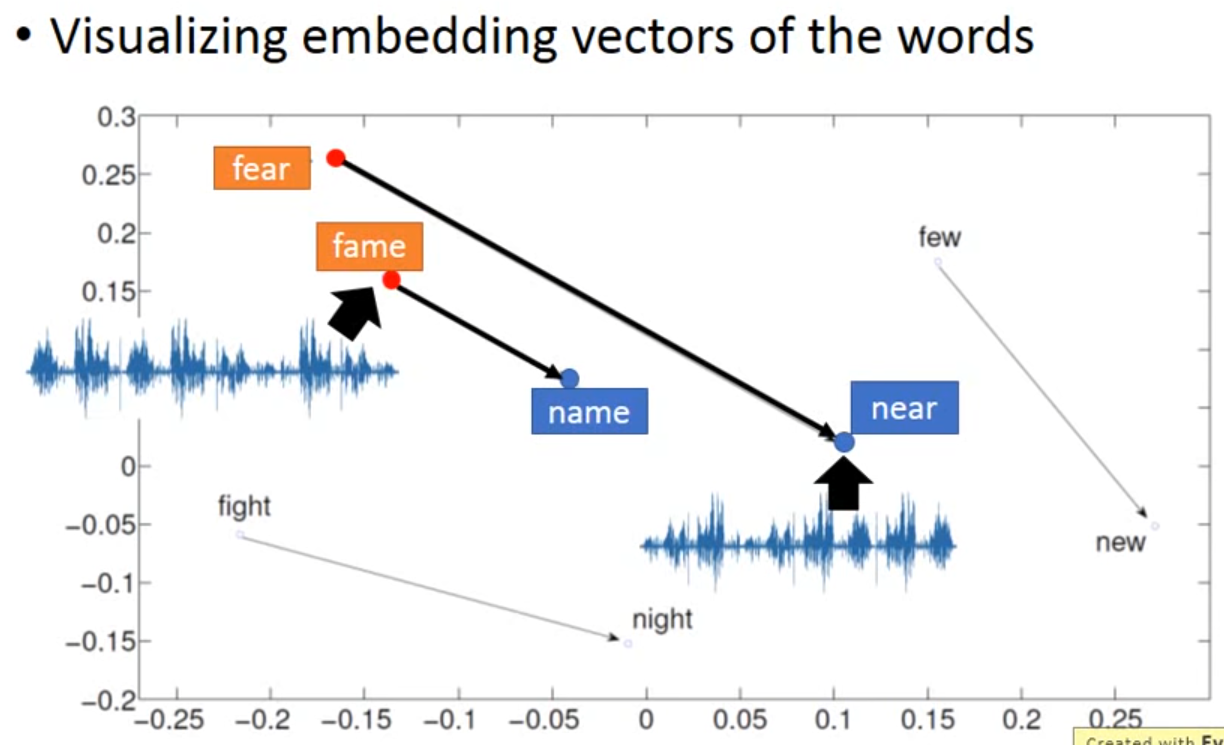 • Visualizing embedding vectors of the words
0.3
0.25
0.2
0.15
0
−0.05
−0.1
−0.15
−0.2
fear
fame
few
name
near
fight
new
night
−0.25 −0.2 −0.15 −0.1 −0.05 0 0.05 0.1 0.15 0.2 0.25
Created with